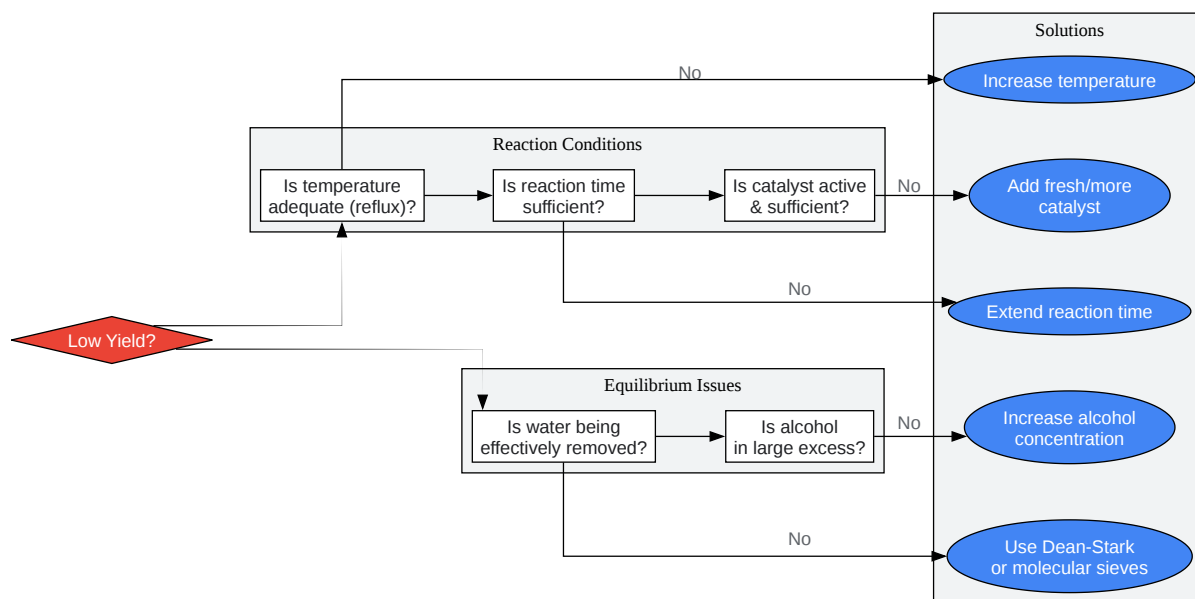 Solutions
No
Increase temperature
Reaction Conditions
Is temperature
adequate (reflux)?
Is reaction time
sufficient?
Is catalyst active
& sufficient?
No
Add fresh/more
catalyst
No
Extend reaction time
Low Yield?
Equilibrium Issues
Is water being
effectively removed?
Is alcohol
in large excess?
No
Increase alcohol
concentration
No
Use Dean-Stark
or molecular sieves